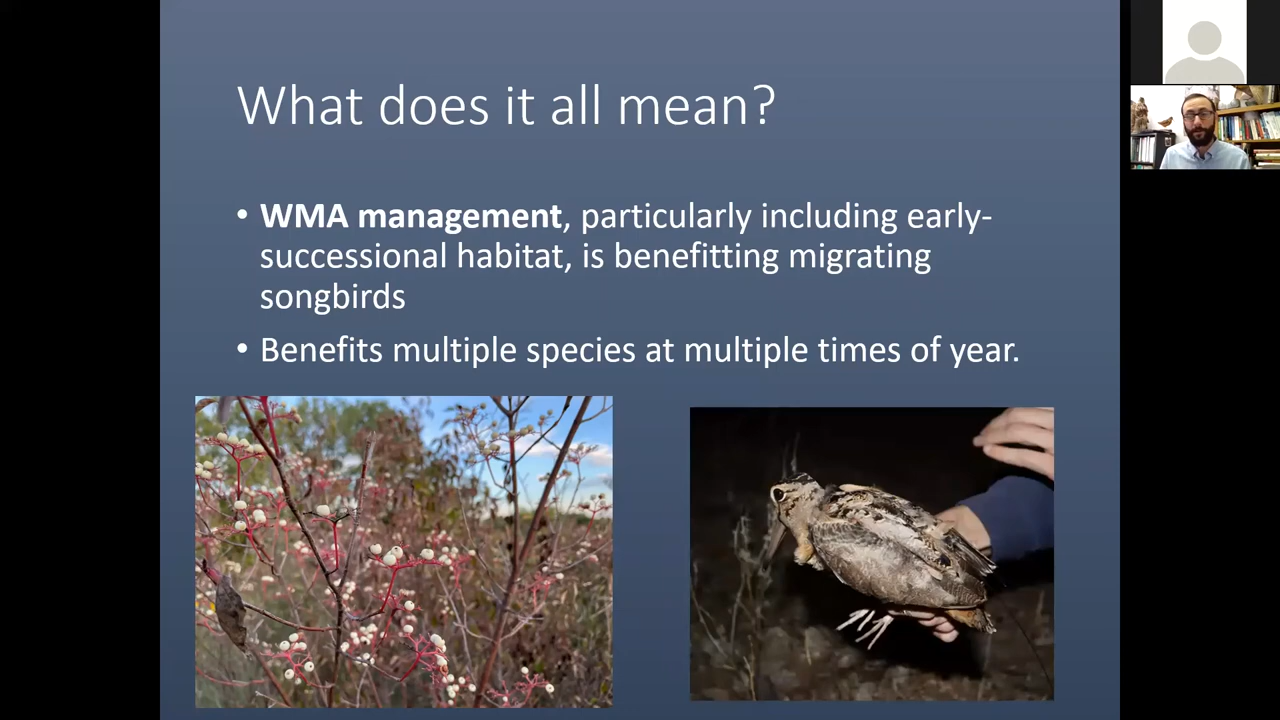 What does it all mean?
• WMA management, particularly including early-
successional habitat, is benefitting migrating
songbirds
• Benefits multiple species at multiple times of year.